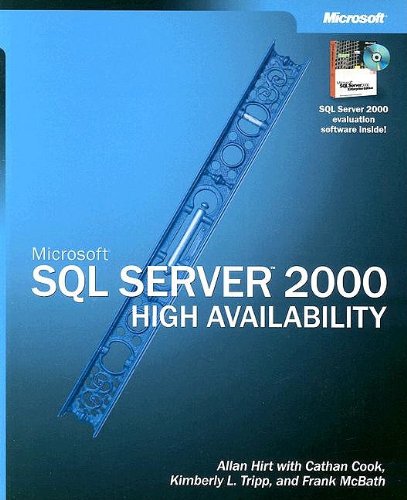 Microsoft
SQL Server 2000
evaluation
software inside!
Microsoft
SQL SERVER™ 2000
HIGH AVAILABILITY
Allan Hirt with Cathan Cook,
Kimberly L. Tripp, and Frank McBath